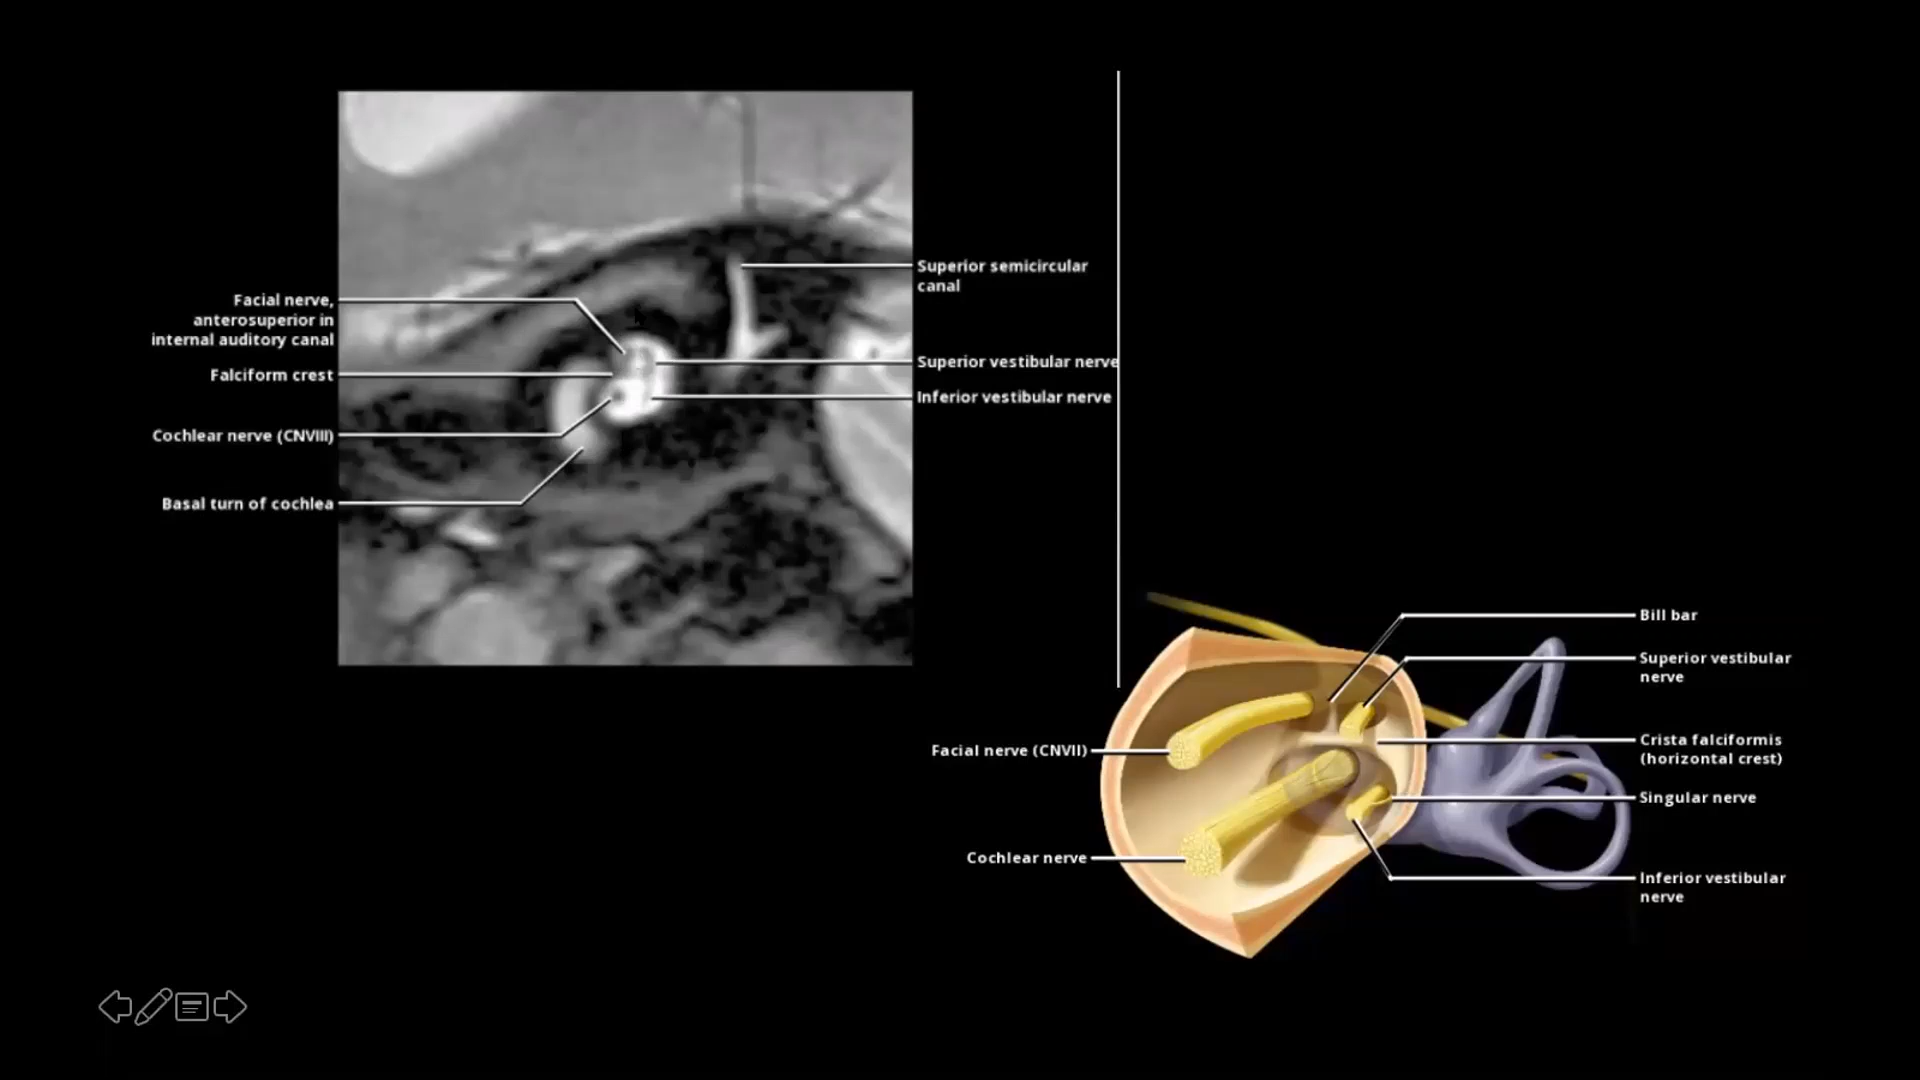 Facial nerve,
anterosuperior in
internal auditory canal
Falciform crest
Cochlear nerve (CNVIII)
Basal turn of cochlea
Superior semicircular
canal
Superior vestibular nerve
Inferior vestibular nerve
Facial nerve (CNVII)
Cochlear nerve
Bill bar
Superior vestibular
nerve
Crista falciformis
(horizontal crest)
Singular nerve
Inferior vestibular
nerve